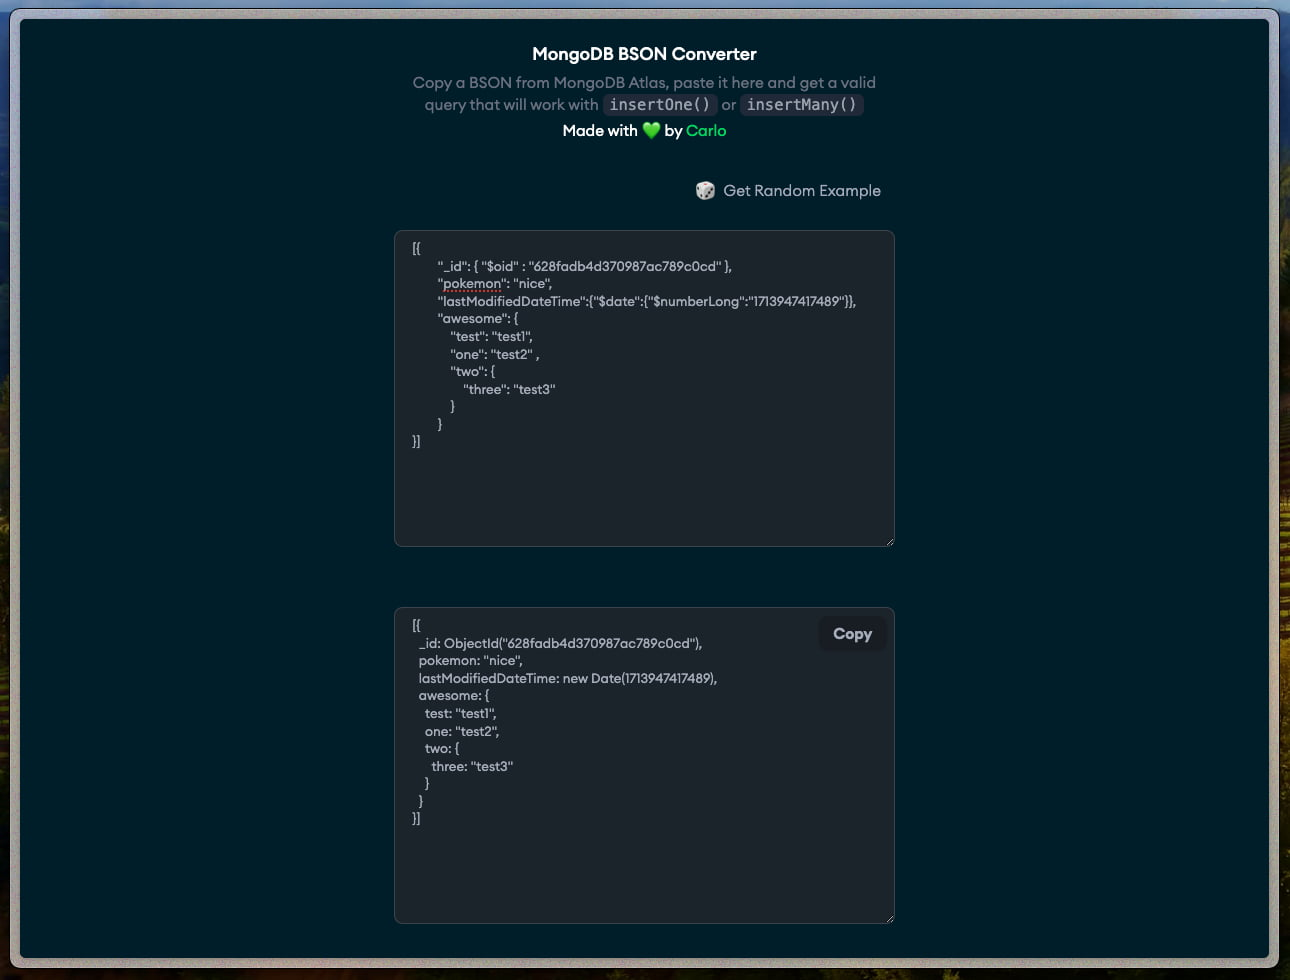 MongoDB BSON Converter
Copy a BSON from MongoDB Atlas, paste it here and get a valid
query that will work with insertOne() or insertMany()
Made with 💚 by Carlo
🎲 Get Random Example
[{
"_id": { "$oid" : "628fadb4d370987ac789c0cd" },
"pokemon": "nice",
"lastModifiedDateTime":{"$date":{"$numberLong":"1713947417489"}},
"awesome": {
"test": "test1",
"one": "test2" ,
"two": {
"three": "test3"
}
}
}]
Copy
[{
_id: ObjectId("628fadb4d370987ac789c0cd"),
pokemon: "nice",
lastModifiedDateTime: new Date(1713947417489),
awesome: {
test: "test1",
one: "test2",
two: {
three: "test3"
}
}
}]